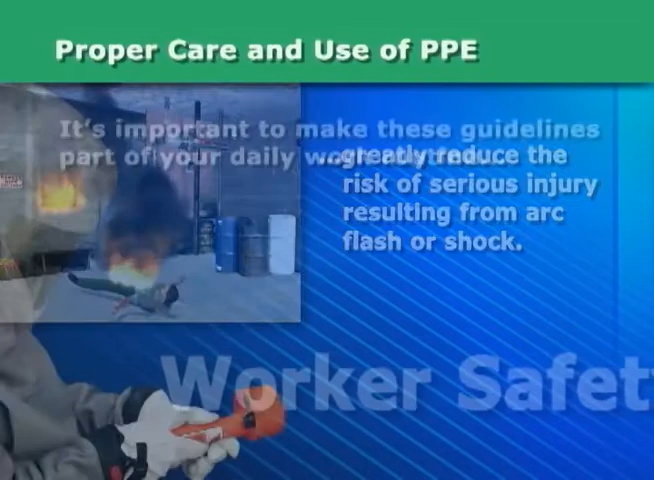 Proper Care and Use of PPE
It's important to make these guidelines
part of your daily
...greatly reduce the
risk of serious injury
resulting from arc
flash or shock.
Worker Safet